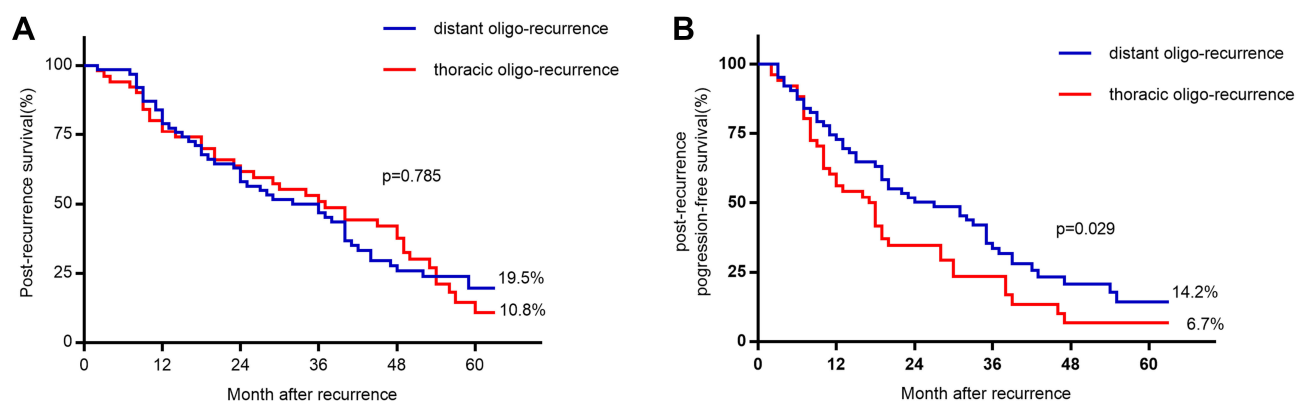 A
distant oligo-recurrence
thoracic oligo-recurrence
Post-recurrence survival(%)
100
75
50
25
0
p=0.785
19.5%
10.8%
0 12 24 36 48 60
Month after recurrence
B
distant oligo-recurrence
thoracic oligo-recurrence
post-recurrence
pogression-free survival(%)
100
75
50
25
0
p=0.029
14.2%
6.7%
0 12 24 36 48 60
Month after recurrence